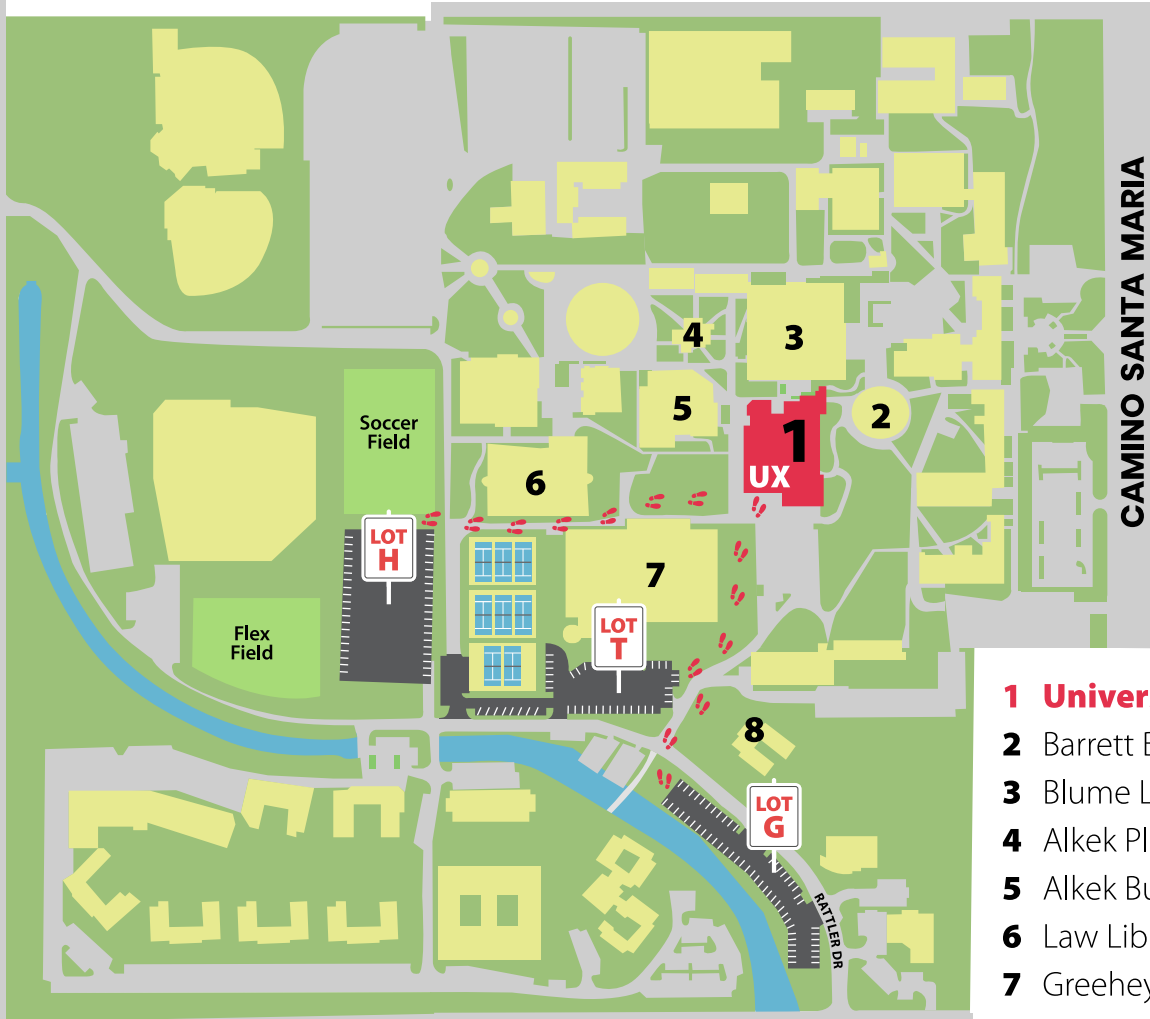 CAMINO SANTA MARIA
4
3
5
2
1
UX
Soccer
Field
6
LOT
H
7
LOT
T
Flex
Field
8
LOT
G
RATTLER DR
1 Univer
2 Barrett
3 Blume L
4 Alkek Pl
5 Alkek Bu
6 Law Lib
7 Greehey